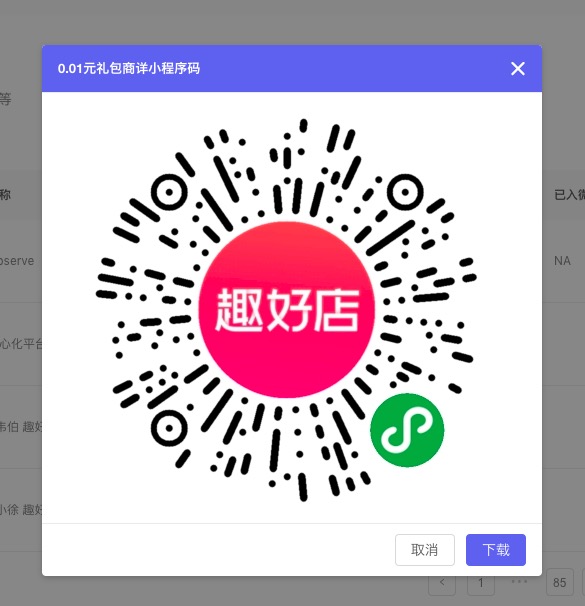 0.01元礼包商详小程序码
等
称
已入微
oserve
NA
趣好店
心化平台
韦伯 趣好
小徐 趣好
取消
下载
1
85